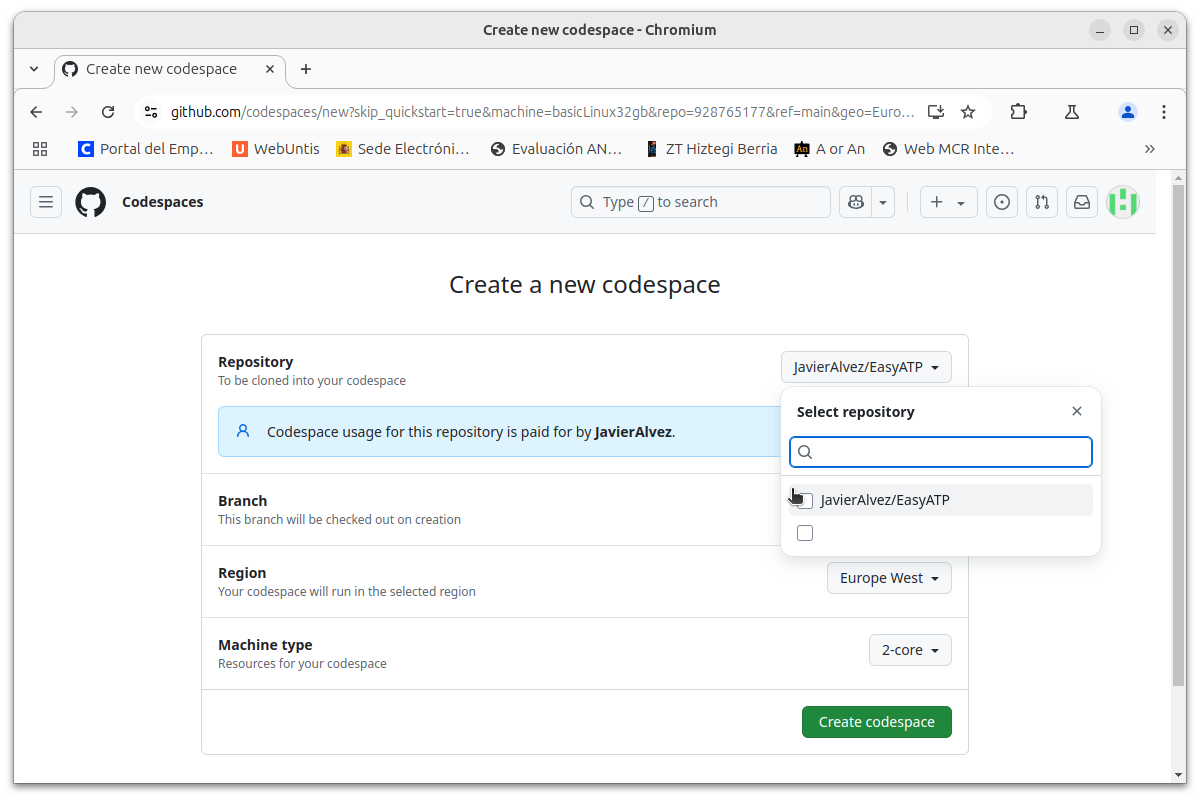 Create new codespace - Chromium
Create new codespace
github.com/codespaces/new?skip_quickstart=true&machine=basicLinux32gb&repo=928765177&ref=main&geo=Euro...
Portal del Emp… WebUntis Sede Electróni… Evaluación AN… ZT Hiztegi Berria A or An Web MCR Inte…
Codespaces
Type / to search
Create a new codespace
Repository
To be cloned into your codespace
JavierAlvez/EasyATP
Codespace usage for this repository is paid for by JavierAlvez.
Select repository
JavierAlvez/EasyATP
Branch
This branch will be checked out on creation
Region
Your codespace will run in the selected region
Europe West
Machine type
Resources for your codespace
2-core
Create codespace